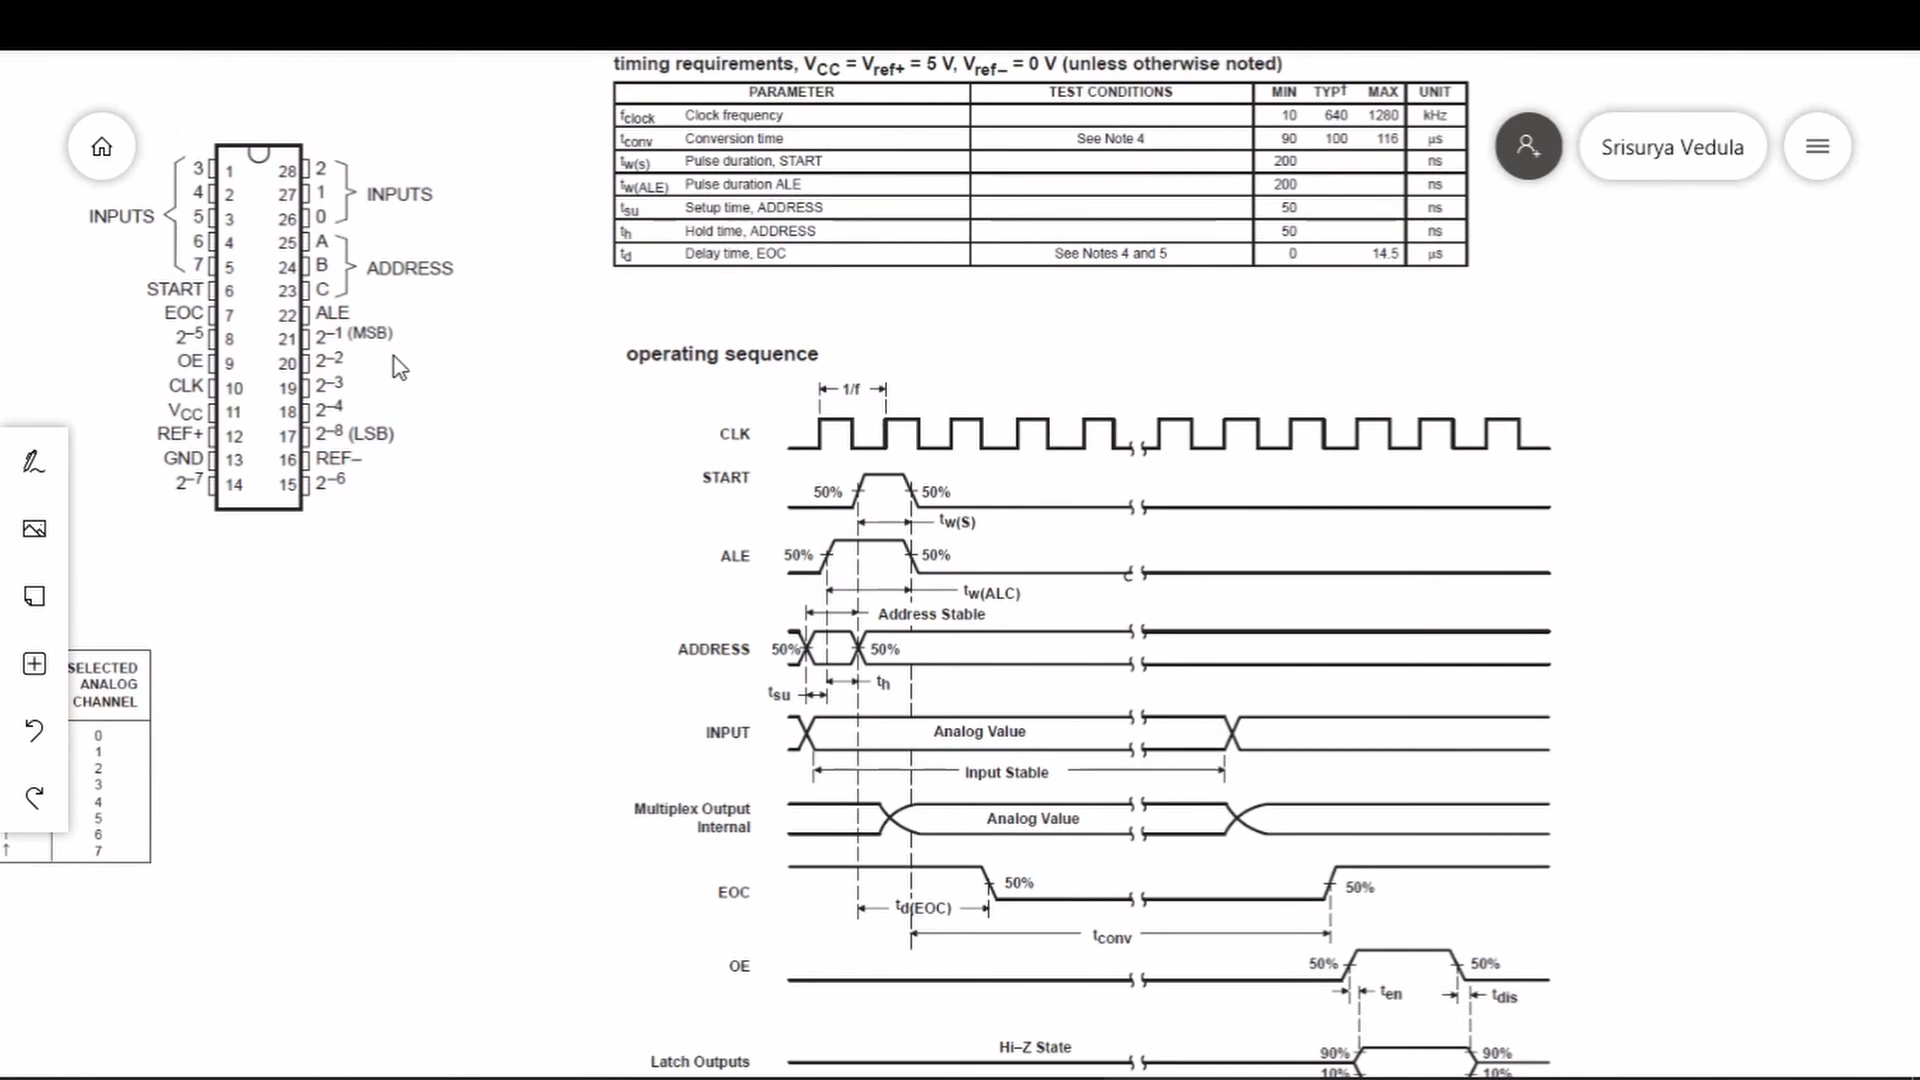 timing requirements, VCC = Vref+ = 5 V, Vref– = 0 V (unless otherwise noted)
PARAMETER TEST CONDITIONS MIN TYP† MAX UNIT
fclock Clock frequency 10 640 1280 kHz
tconv Conversion time See Note 4 90 100 116 μs
tw(s) Pulse duration, START 200 ns
tw(ALE) Pulse duration ALE 200 ns
tsu Setup time, ADDRESS 50 ns
th Hold time, ADDRESS 50 ns
td Delay time, EOC See Notes 4 and 5 0 14.5 μs
Srisurya Vedula
3 1 28 2
4 2 27 1
5 3 26 0
6 4 25 A
7 5 24 B
START 6 23 C
EOC 7 22 ALE
2–5 8 21 2–1 (MSB)
OE 9 20 2–2
CLK 10 19 2–3
VCC 11 18 2–4
REF+ 12 17 2–8 (LSB)
GND 13 16 REF–
2–7 14 15 2–6
INPUTS
INPUTS
ADDRESS
SELECTED
ANALOG
CHANNEL
0
1
2
3
4
5
↑ 6
↑ 7
operating sequence
1/f
CLK
START 50% 50%
tw(S)
ALE 50% 50%
tw(ALC)
Address Stable
ADDRESS 50% 50%
tsu th
INPUT Analog Value
Input Stable
Multiplex Output
Internal
Analog Value
EOC 50% 50%
td(EOC)
tconv
OE 50% 50%
ten tdis
Hi–Z State
Latch Outputs 90% 90%
10% 10%